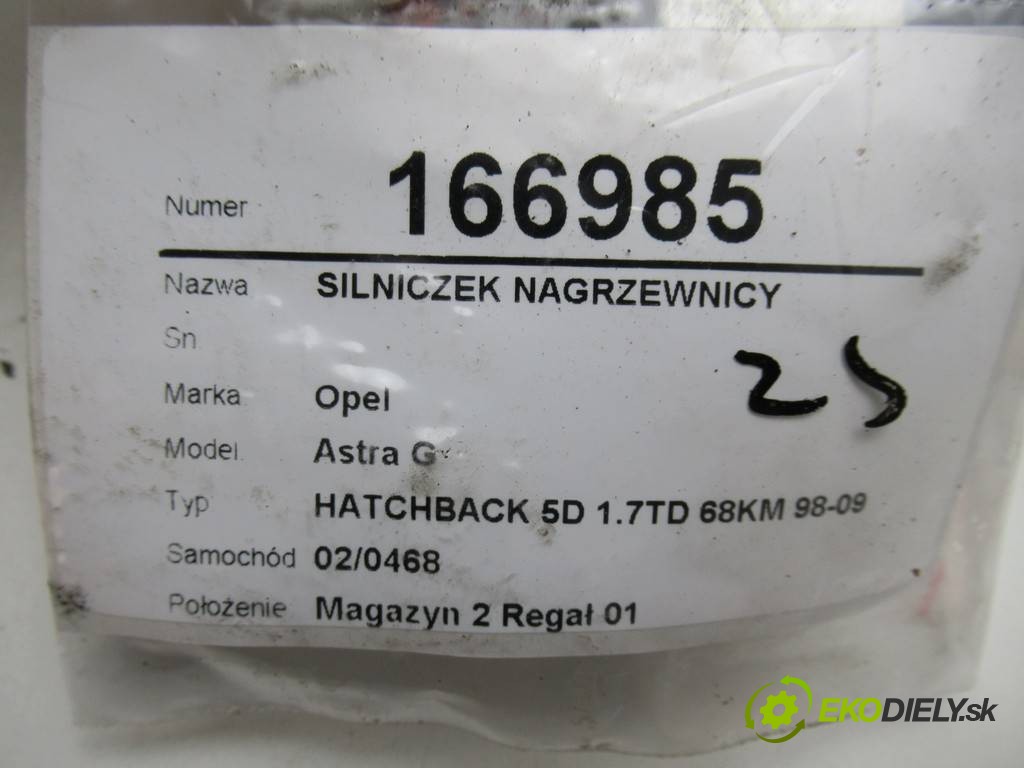 Numer 166985
Nazwa SILNICZEK NAGRZEWNICY
Sn
Marka Opel
Model Astra G
Typ HATCHBACK 5D 1.7TD 68KM 98-09
Samochód 02/0468
Położenie Magazyn 2 Regał 01
EKODIELY.sk